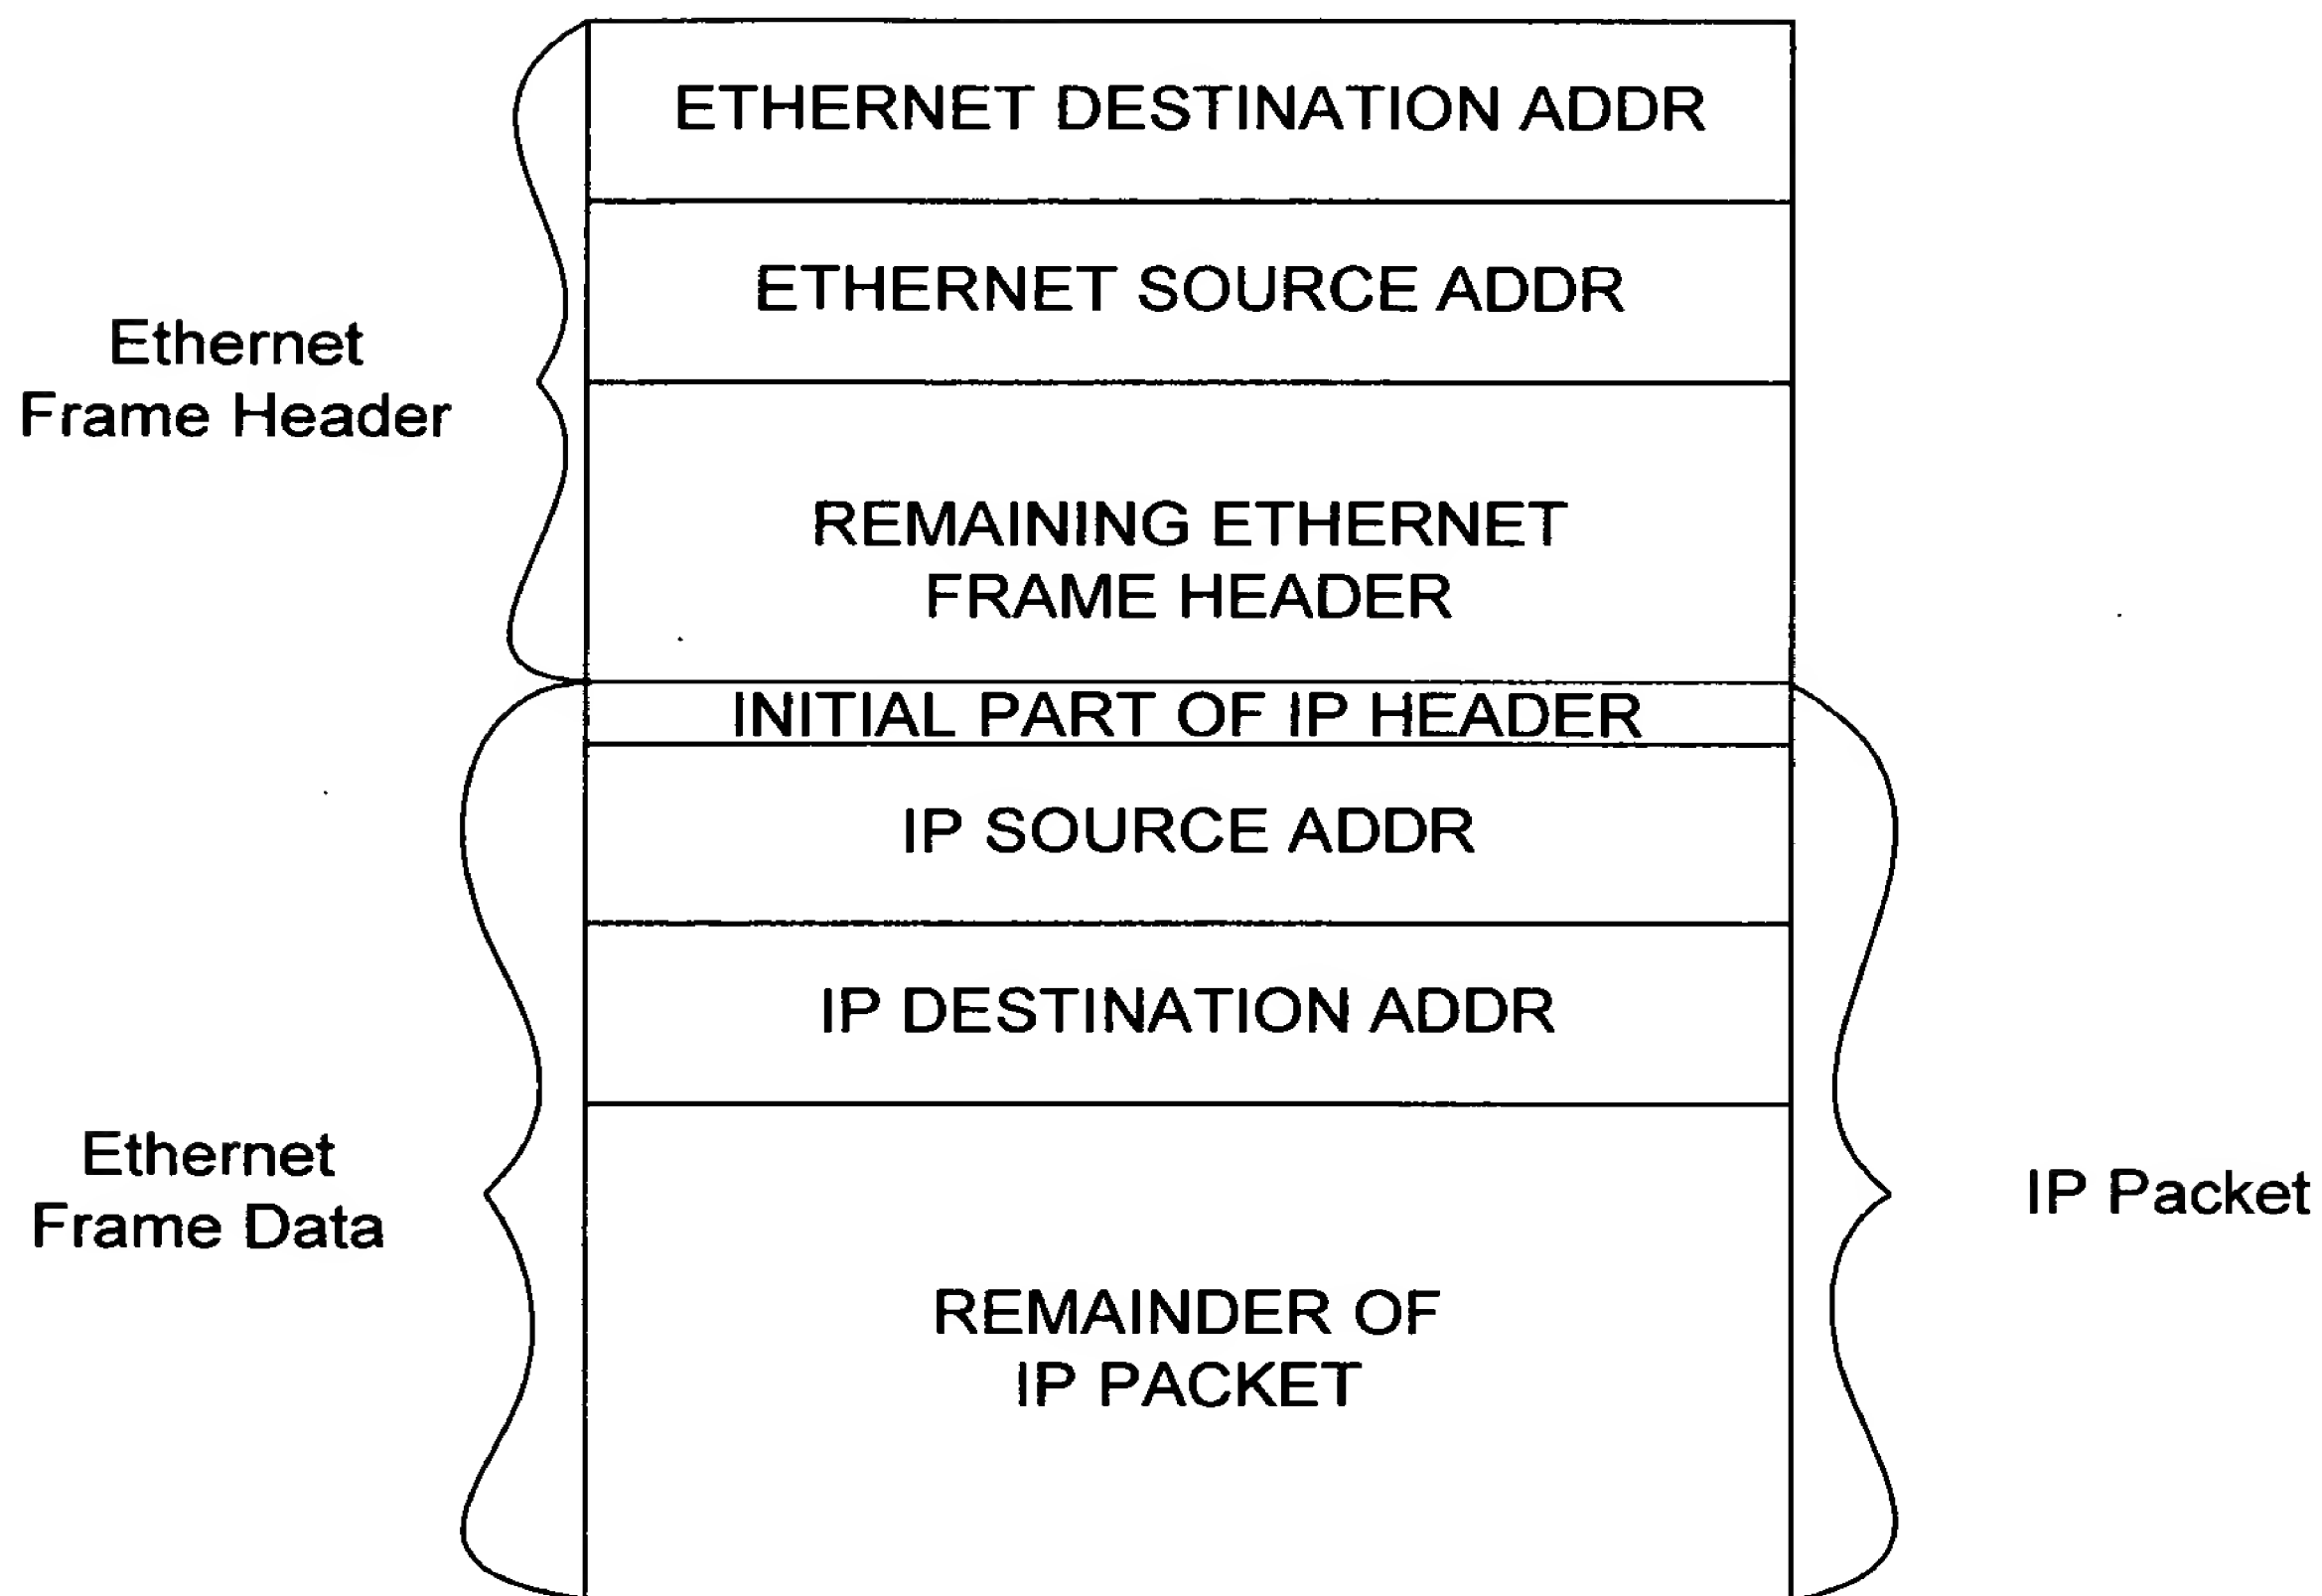 ETHERNET DESTINATION ADDR
ETHERNET SOURCE ADDR
Ethernet
Frame Header
REMAINING ETHERNET
FRAME HEADER
INITIAL PART OF IP HEADER
IP SOURCE ADDR
IP DESTINATION ADDR
Ethernet
Frame Data
IP Packet
REMAINDER OF
IP PACKET